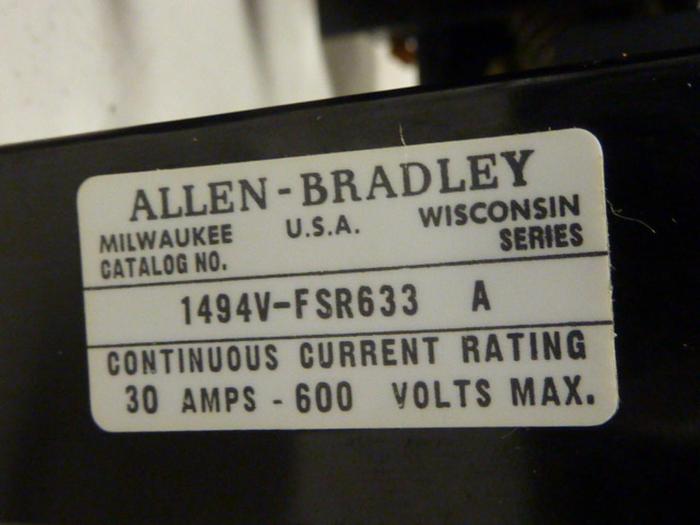 ALLEN-BRADLEY
MILWAUKEE U.S.A. WISCONSIN
CATALOG NO. SERIES
1494V-FSR633 A
CONTINUOUS CURRENT RATING
30 AMPS - 600 VOLTS MAX.